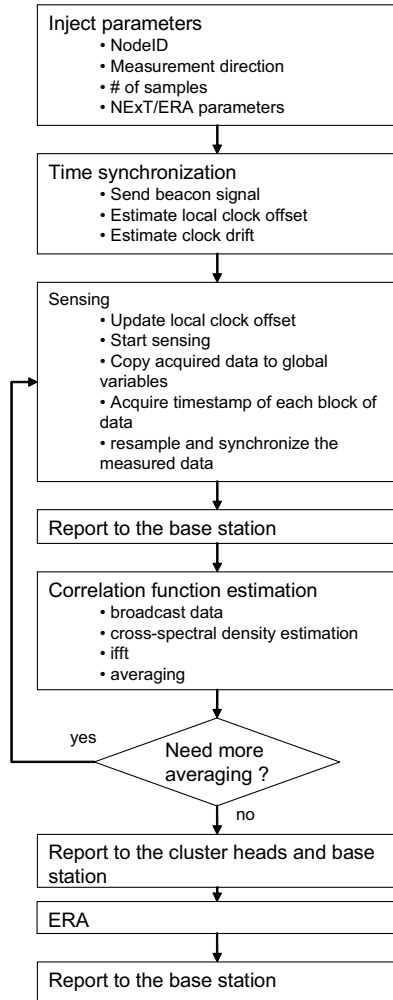 Inject parameters
• NodeID
• Measurement direction
• # of samples
• NExT/ERA parameters
Time synchronization
• Send beacon signal
• Estimate local clock offset
• Estimate clock drift
Sensing
• Update local clock offset
• Start sensing
• Copy acquired data to global
variables
• Acquire timestamp of each block of
data
• resample and synchronize the
measured data
Report to the base station
Correlation function estimation
• broadcast data
• cross-spectral density estimation
• ifft
• averaging
yes
Need more
averaging ?
no
Report to the cluster heads and base
station
ERA
Report to the base station